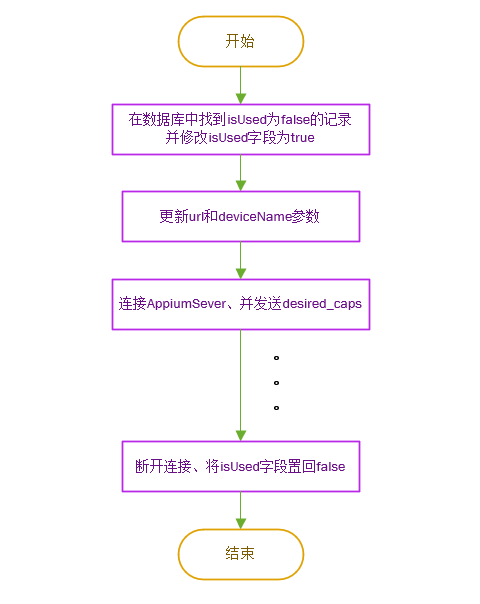 开始
在数据库中找到isUsed为false的记录
并修改isUsed字段为true
更新url和deviceName参数
连接AppiumSever、并发送desired_caps
。
。
。
断开连接、将isUsed字段置回false
结束